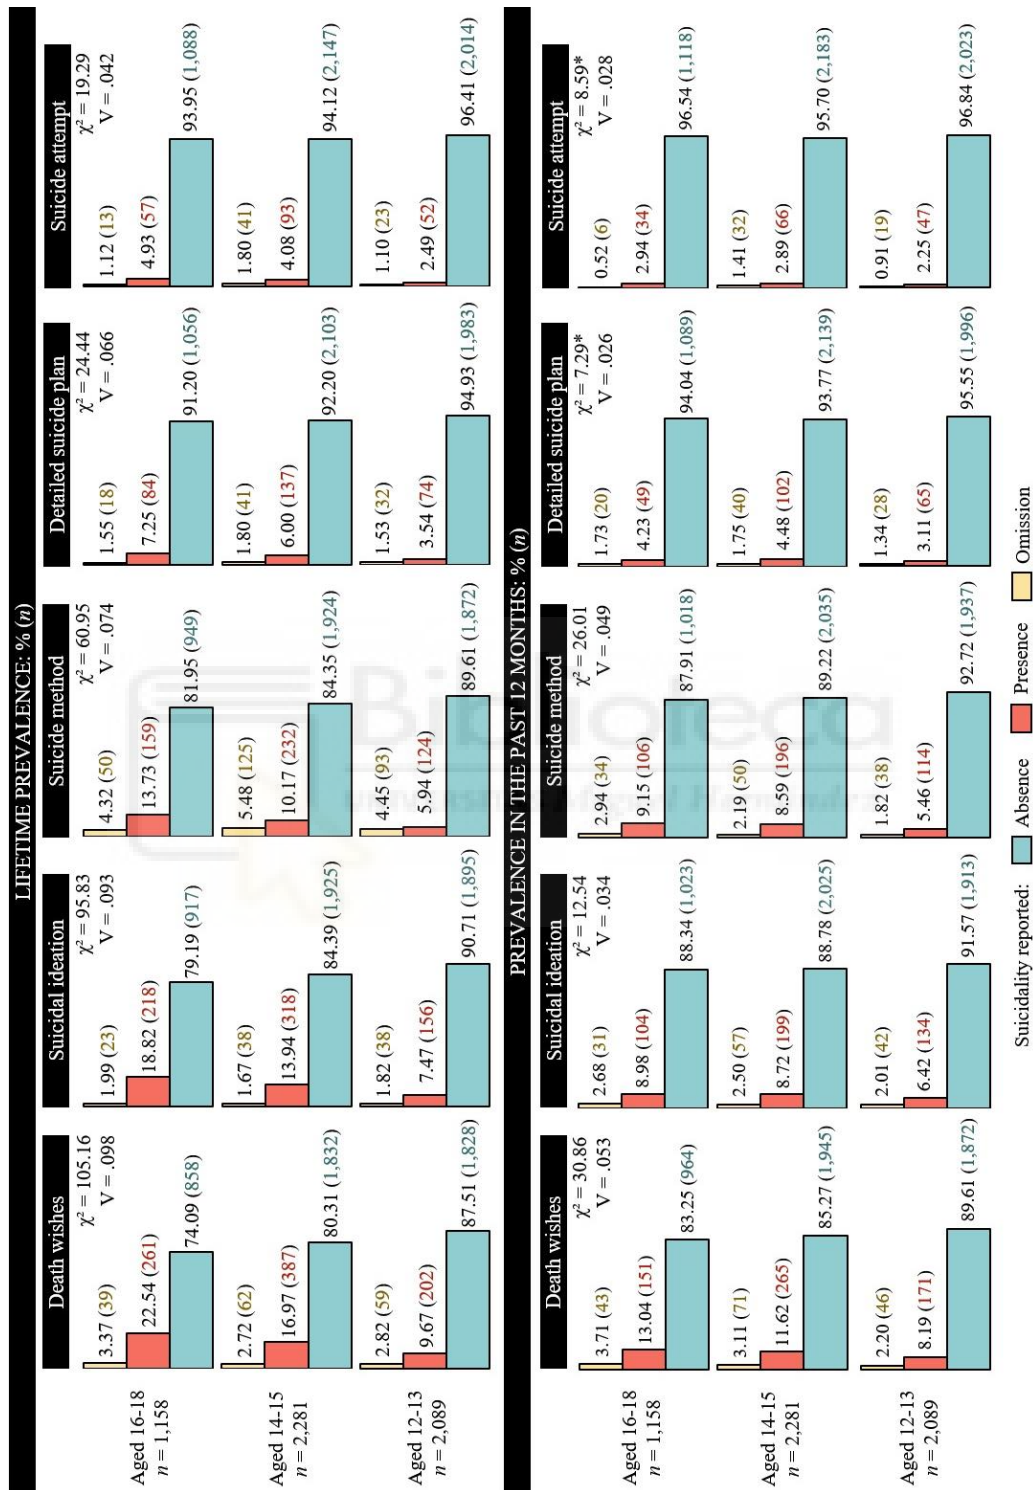 LIFETIME PREVALENCE: % (n)
Death wishes
χ² = 105.16
V = .098
Aged 16-18
n = 1,158
3.37 (39)
22.54 (261)
74.09 (858)
Aged 14-15
n = 2,281
2.72 (62)
16.97 (387)
80.31 (1,832)
Aged 12-13
n = 2,089
2.82 (59)
9.67 (202)
87.51 (1,828)
Suicidal ideation
χ² = 95.83
V = .093
1.99 (23)
18.82 (218)
79.19 (917)
1.67 (38)
13.94 (318)
84.39 (1,925)
1.82 (38)
7.47 (156)
90.71 (1,895)
Suicide method
χ² = 60.95
V = .074
4.32 (50)
13.73 (159)
81.95 (949)
5.48 (125)
10.17 (232)
84.35 (1,924)
4.45 (93)
5.94 (124)
89.61 (1,872)
Detailed suicide plan
χ² = 24.44
V = .066
1.55 (18)
7.25 (84)
91.20 (1,056)
1.80 (41)
6.00 (137)
92.20 (2,103)
1.53 (32)
3.54 (74)
94.93 (1,983)
Suicide attempt
χ² = 19.29
V = .042
1.12 (13)
4.93 (57)
93.95 (1,088)
1.80 (41)
4.08 (93)
94.12 (2,147)
1.10 (23)
2.49 (52)
96.41 (2,014)
PREVALENCE IN THE PAST 12 MONTHS: % (n)
Death wishes
χ² = 30.86
V = .053
Aged 16-18
n = 1,158
3.71 (43)
13.04 (151)
83.25 (964)
Aged 14-15
n = 2,281
3.11 (71)
11.62 (265)
85.27 (1,945)
Aged 12-13
n = 2,089
2.20 (46)
8.19 (171)
89.61 (1,872)
Suicidal ideation
χ² = 12.54
V = .034
2.68 (31)
8.98 (104)
88.34 (1,023)
2.50 (57)
8.72 (199)
88.78 (2,025)
2.01 (42)
6.42 (134)
91.57 (1,913)
Suicide method
χ² = 26.01
V = .049
2.94 (34)
9.15 (106)
87.91 (1,018)
2.19 (50)
8.59 (196)
89.22 (2,035)
1.82 (38)
5.46 (114)
92.72 (1,937)
Detailed suicide plan
χ² = 7.29*
V = .026
1.73 (20)
4.23 (49)
94.04 (1,089)
1.75 (40)
4.48 (102)
93.77 (2,139)
1.34 (28)
3.11 (65)
95.55 (1,996)
Suicide attempt
χ² = 8.59*
V = .028
0.52 (6)
2.94 (34)
96.54 (1,118)
1.41 (32)
2.89 (66)
95.70 (2,183)
0.91 (19)
2.25 (47)
96.84 (2,023)
Suicidality reported: Absence Presence Omission
Biblioteca
UNIVERSITAS Miguel Hernández